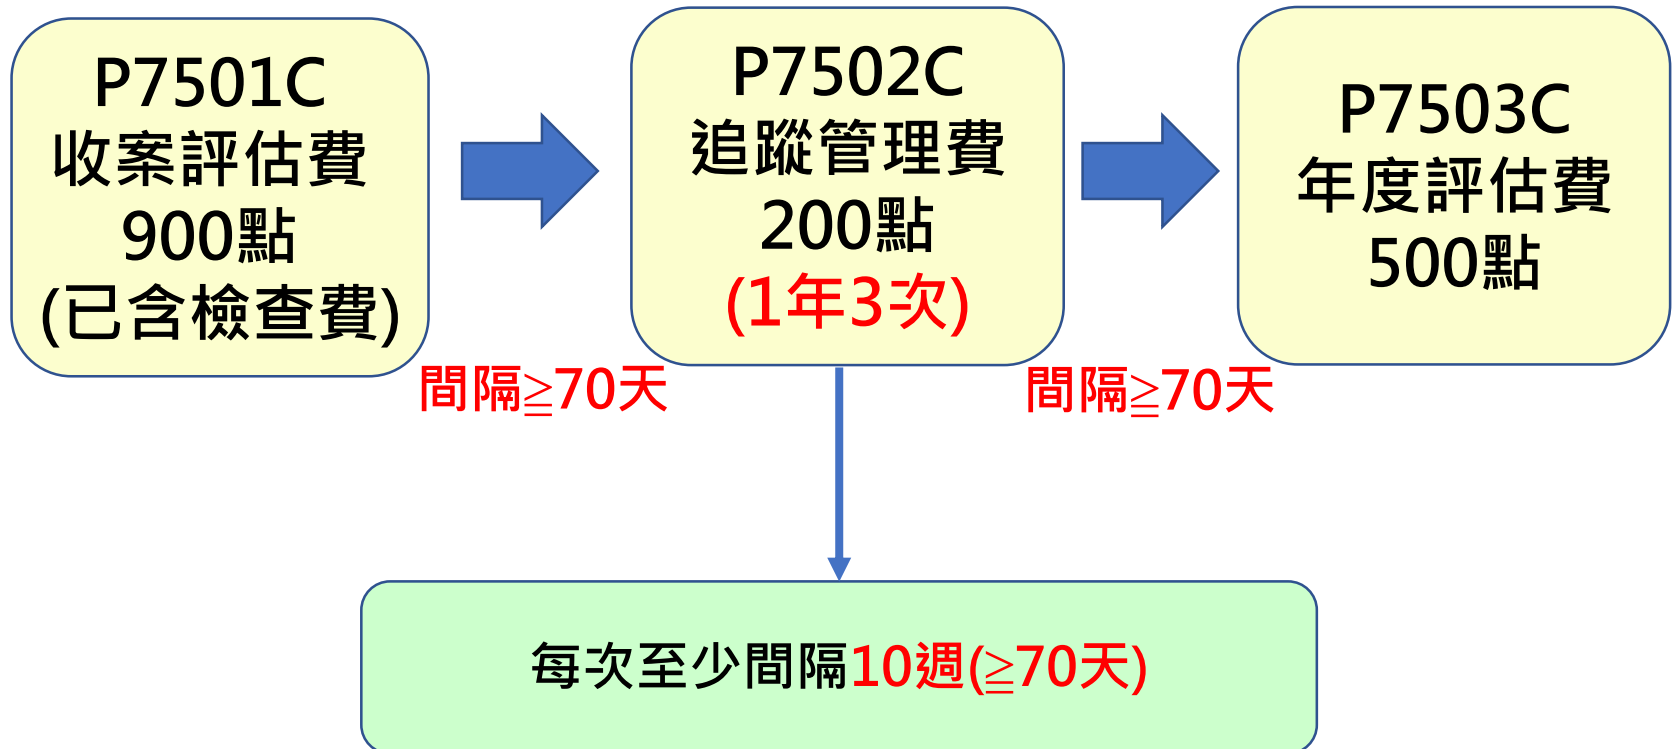 P7501C
收案評估費
900點
(已含檢查費)
P7502C
追蹤管理費
200點
(1年3次)
P7503C
年度評估費
500點
間隔≧70天
間隔≧70天
每次至少間隔10週(≧70天)